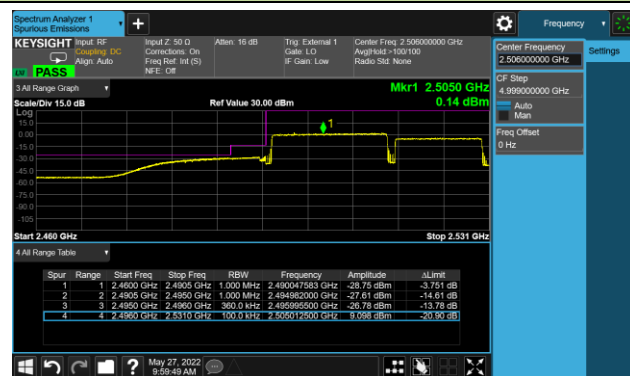 Spectrum Analyzer 1
Spurious Emissions
Frequency
KEYSIGHT Input: RF
Coupling: DC
Align: Auto
Input Z: 50 Ω
Corrections: On
Freq Ref: Int (S)
NFE: Off
Atten: 16 dB
Trig: External 1
Gate: LO
IF Gain: Low
Center Freq: 2.506000000 GHz
Avg|Hold:>100/100
Radio Std: None
PASS
Center Frequency
2.506000000 GHz
Settings
CF Step
4.999000000 GHz
Auto
Man
Freq Offset
0 Hz
3 All Range Graph
Mkr1 2.5050 GHz
Scale/Div 15.0 dB
Ref Value 30.00 dBm
0.14 dBm
Log
15.0
0.00
-15.0
-30.0
-45.0
-60.0
-75.0
-90.0
-105
1
Start 2.460 GHz
Stop 2.531 GHz
4 All Range Table
Spur Range Start Freq Stop Freq RBW Frequency Amplitude ΔLimit
1 1 2.4600 GHz 2.4905 GHz 1.000 MHz 2.490047583 GHz -28.75 dBm -3.751 dB
2 2 2.4905 GHz 2.4950 GHz 1.000 MHz 2.494982000 GHz -27.61 dBm -14.61 dB
3 3 2.4950 GHz 2.4960 GHz 360.0 kHz 2.495995500 GHz -26.78 dBm -13.78 dB
4 4 2.4960 GHz 2.5310 GHz 100.0 kHz 2.505012500 GHz 9.098 dBm -20.90 dB
May 27, 2022
9:59:49 AM